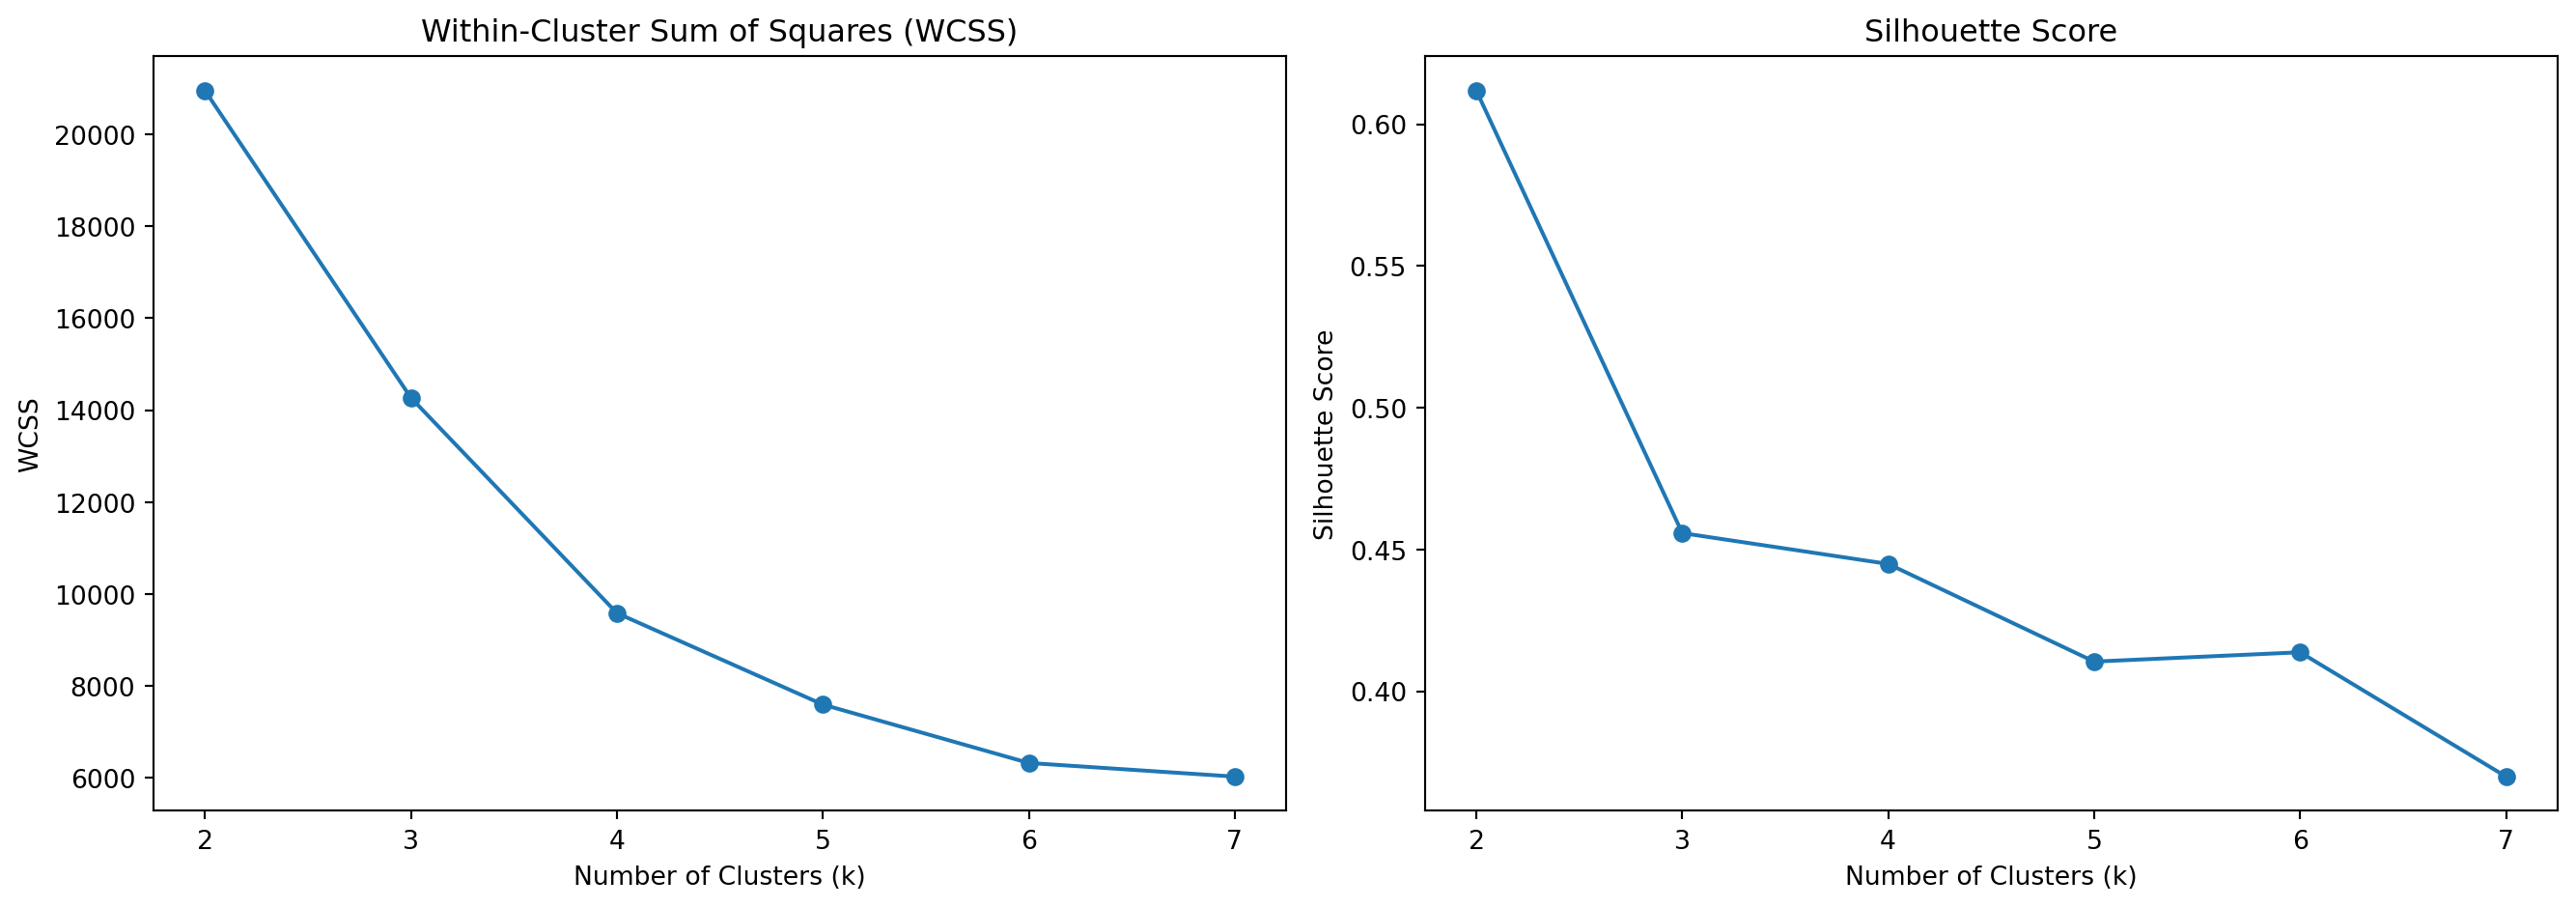 Within-Cluster Sum of Squares (WCSS)
20000
18000
16000
14000
12000
10000
8000
6000
WCSS
2 3 4 5 6 7
Number of Clusters (k)
Silhouette Score
0.60
0.55
0.50
0.45
0.40
Silhouette Score
2 3 4 5 6 7
Number of Clusters (k)